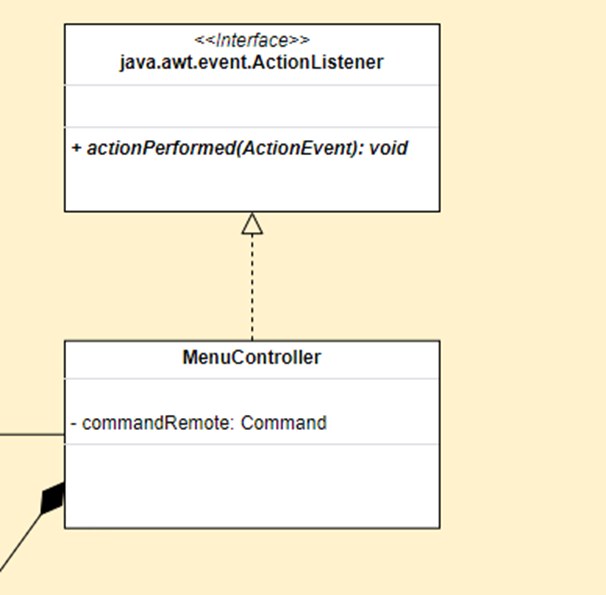 <<Interface>>
java.awt.event.ActionListener
+ actionPerformed(ActionEvent): void
MenuController
- commandRemote: Command